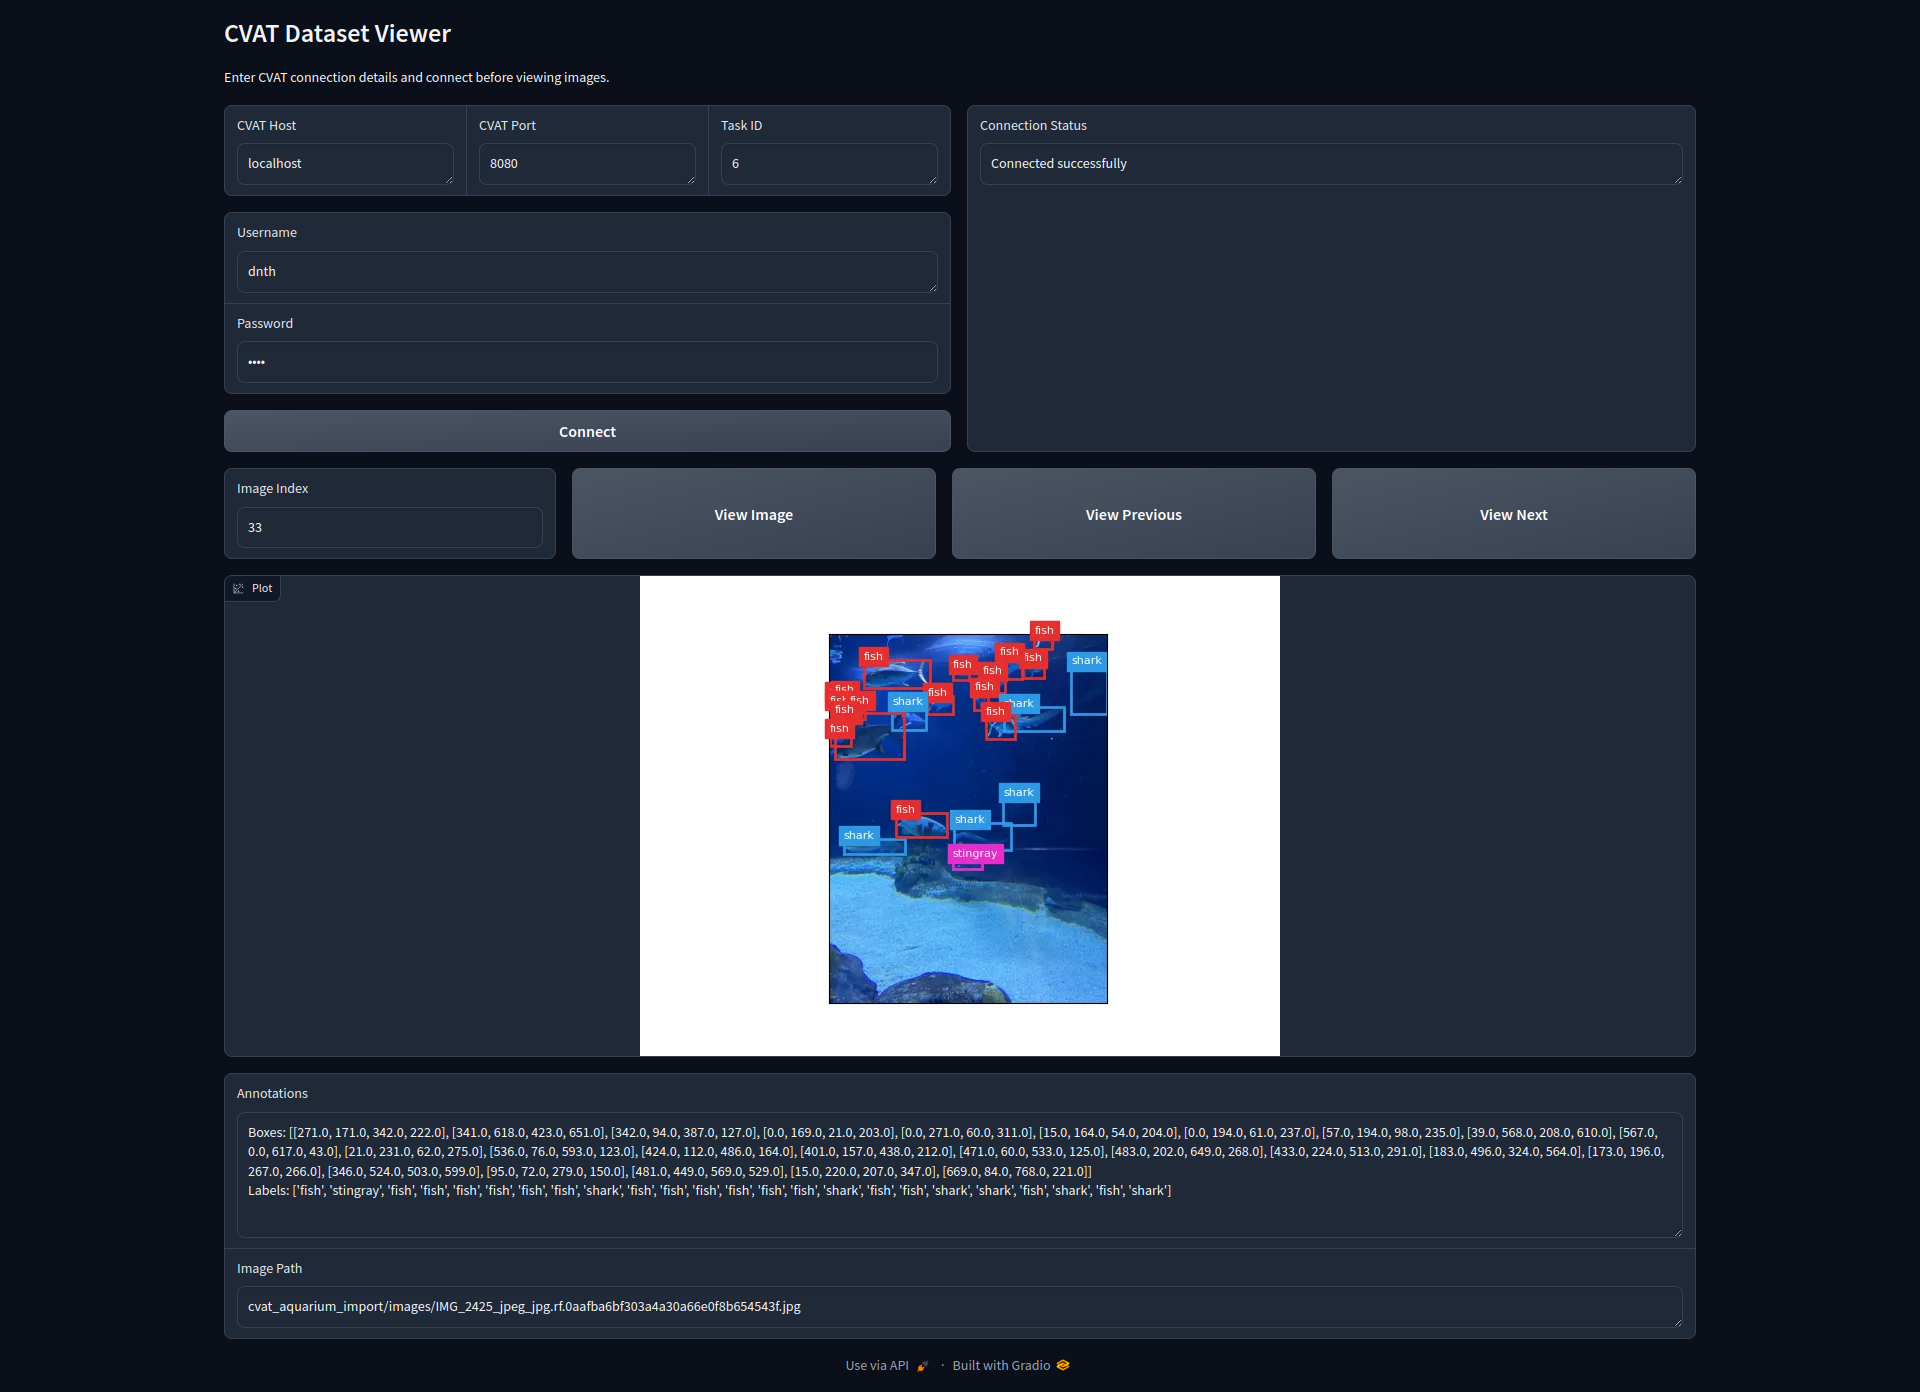 CVAT Dataset Viewer
Enter CVAT connection details and connect before viewing images.
CVAT Host
CVAT Port
Task ID
Connection Status
localhost
8080
6
Connected successfully
Username
dnth
Password
••••
Connect
Image Index
33
View Image
View Previous
View Next
Plot
fish
fish
fish
fish
fish
fish
shark
fish
fish
fish
fish
fish
fish
shark
shark
fish
fish
fish
shark
fish
shark
shark
stingray
Annotations
Boxes: [[271.0, 171.0, 342.0, 222.0], [341.0, 618.0, 423.0, 651.0], [342.0, 94.0, 387.0, 127.0], [0.0, 169.0, 21.0, 203.0], [0.0, 271.0, 60.0, 311.0], [15.0, 164.0, 54.0, 204.0], [0.0, 194.0, 61.0, 237.0], [57.0, 194.0, 98.0, 235.0], [39.0, 568.0, 208.0, 610.0], [567.0,
0.0, 617.0, 43.0], [21.0, 231.0, 62.0, 275.0], [536.0, 76.0, 593.0, 123.0], [424.0, 112.0, 486.0, 164.0], [401.0, 157.0, 438.0, 212.0], [471.0, 60.0, 533.0, 125.0], [483.0, 202.0, 649.0, 268.0], [433.0, 224.0, 513.0, 291.0], [183.0, 496.0, 324.0, 564.0], [173.0, 196.0,
267.0, 266.0], [346.0, 524.0, 503.0, 599.0], [95.0, 72.0, 279.0, 150.0], [481.0, 449.0, 569.0, 529.0], [15.0, 220.0, 207.0, 347.0], [669.0, 84.0, 768.0, 221.0]]
Labels: ['fish', 'stingray', 'fish', 'fish', 'fish', 'fish', 'fish', 'fish', 'shark', 'fish', 'fish', 'fish', 'fish', 'fish', 'fish', 'shark', 'fish', 'fish', 'shark', 'shark', 'fish', 'shark', 'fish', 'shark']
Image Path
cvat_aquarium_import/images/IMG_2425_jpeg_jpg.rf.0aafba6bf303a4a30a66e0f8b654543f.jpg
Use via API · Built with Gradio